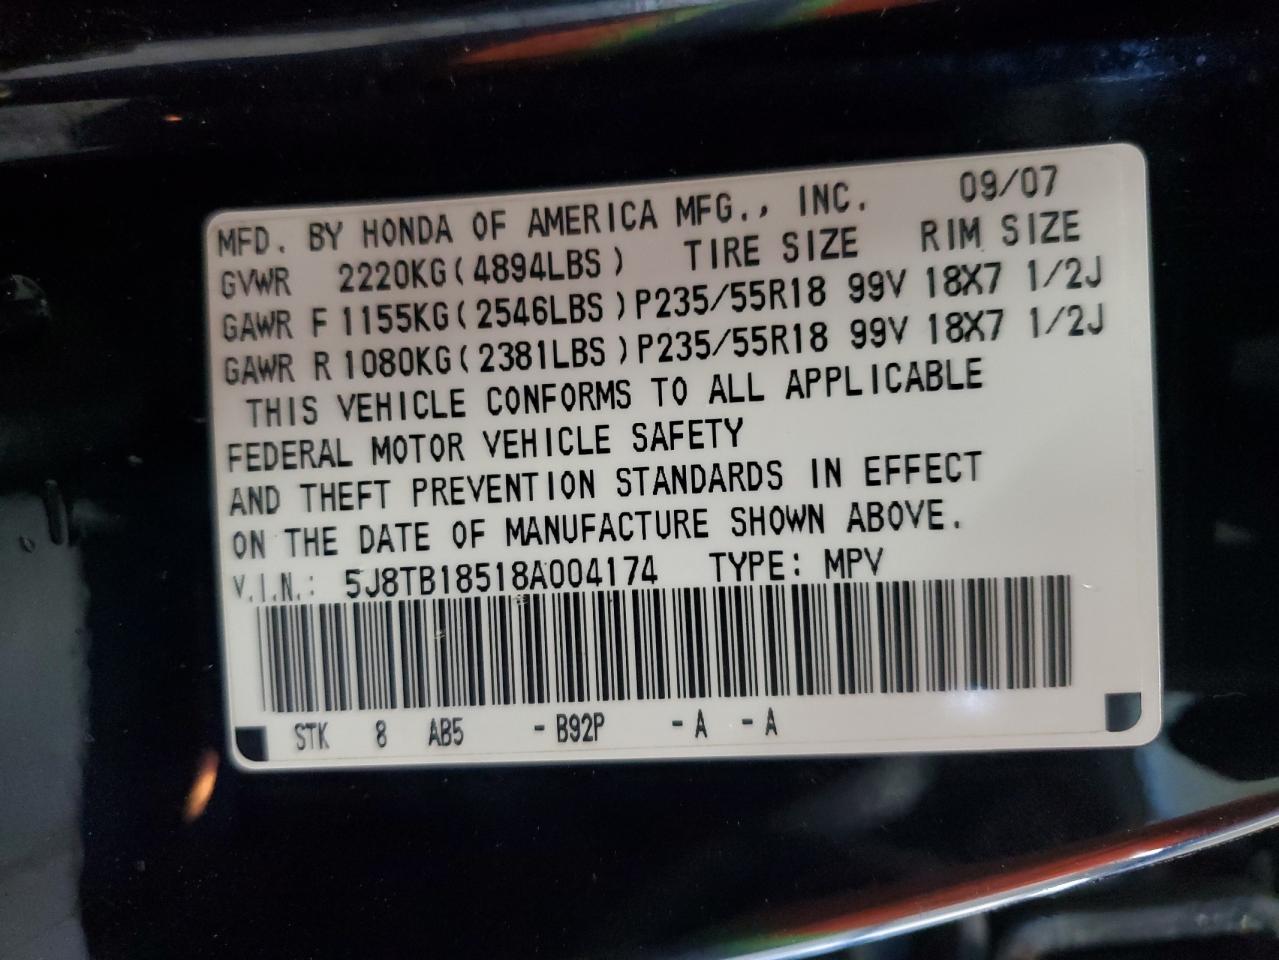 MFD. BY HONDA OF AMERICA MFG., INC. 09/07
GVWR 2220KG(4894LBS) TIRE SIZE RIM SIZE
GAWR F 1155KG(2546LBS)P235/55R18 99V 18X7 1/2J
GAWR R 1080KG(2381LBS)P235/55R18 99V 18X7 1/2J
THIS VEHICLE CONFORMS TO ALL APPLICABLE
FEDERAL MOTOR VEHICLE SAFETY
AND THEFT PREVENTION STANDARDS IN EFFECT
ON THE DATE OF MANUFACTURE SHOWN ABOVE.
V.I.N.: 5J8TB18518A004174 TYPE: MPV
STK 8 AB5 -B92P -A -A